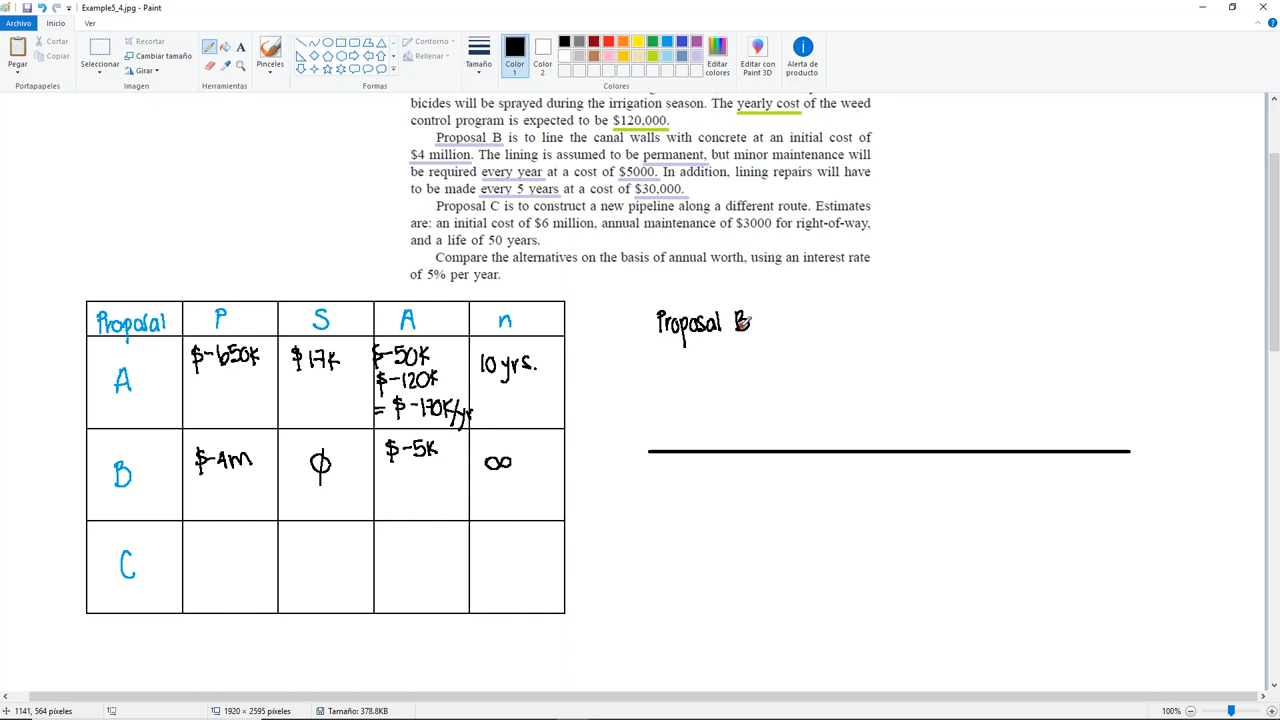 Example5_4.jpg - Paint
Archivo Inicio Ver
Pegar
Cortar
Copiar
Portapapeles
Seleccionar
Recortar
Cambiar tamaño
Girar
Imagen
A
Herramientas
Pinceles
Formas
Contorno
Rellenar
Tamaño
Color 1
Color 2
Colores
Editar colores
Editar con Paint 3D
Alerta de producto
bicides will be sprayed during the irrigation season. The yearly cost of the weed
control program is expected to be $120,000.
Proposal B is to line the canal walls with concrete at an initial cost of
$4 million. The lining is assumed to be permanent, but minor maintenance will
be required every year at a cost of $5000. In addition, lining repairs will have
to be made every 5 years at a cost of $30,000.
Proposal C is to construct a new pipeline along a different route. Estimates
are: an initial cost of $6 million, annual maintenance of $3000 for right-of-way,
and a life of 50 years.
Compare the alternatives on the basis of annual worth, using an interest rate
of 5% per year.
Proposal P S A n
A $-650K $17K $-50K 10 yrs.
$-120K
= $-170K/yr
B $-4m ϕ $-5K ∞
C
Proposal B
1141, 564 píxeles 1920 × 2595 píxeles Tamaño: 378.8KB 100%